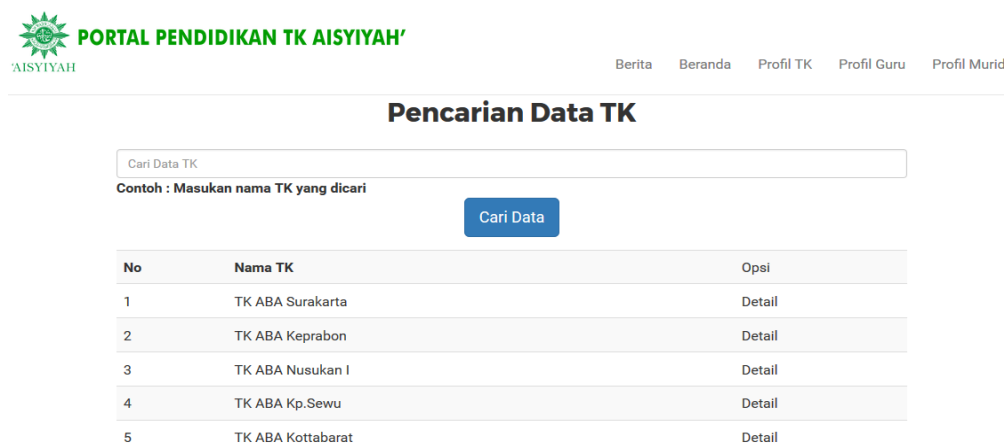 PORTAL PENDIDIKAN TK AISYIYAH'
'AISYIYAH
Berita Beranda Profil TK Profil Guru Profil Murid
Pencarian Data TK
Cari Data TK
Contoh : Masukan nama TK yang dicari
Cari Data
No Nama TK Opsi
1 TK ABA Surakarta Detail
2 TK ABA Keprabon Detail
3 TK ABA Nusukan I Detail
4 TK ABA Kp.Sewu Detail
5 TK ABA Kottabarat Detail